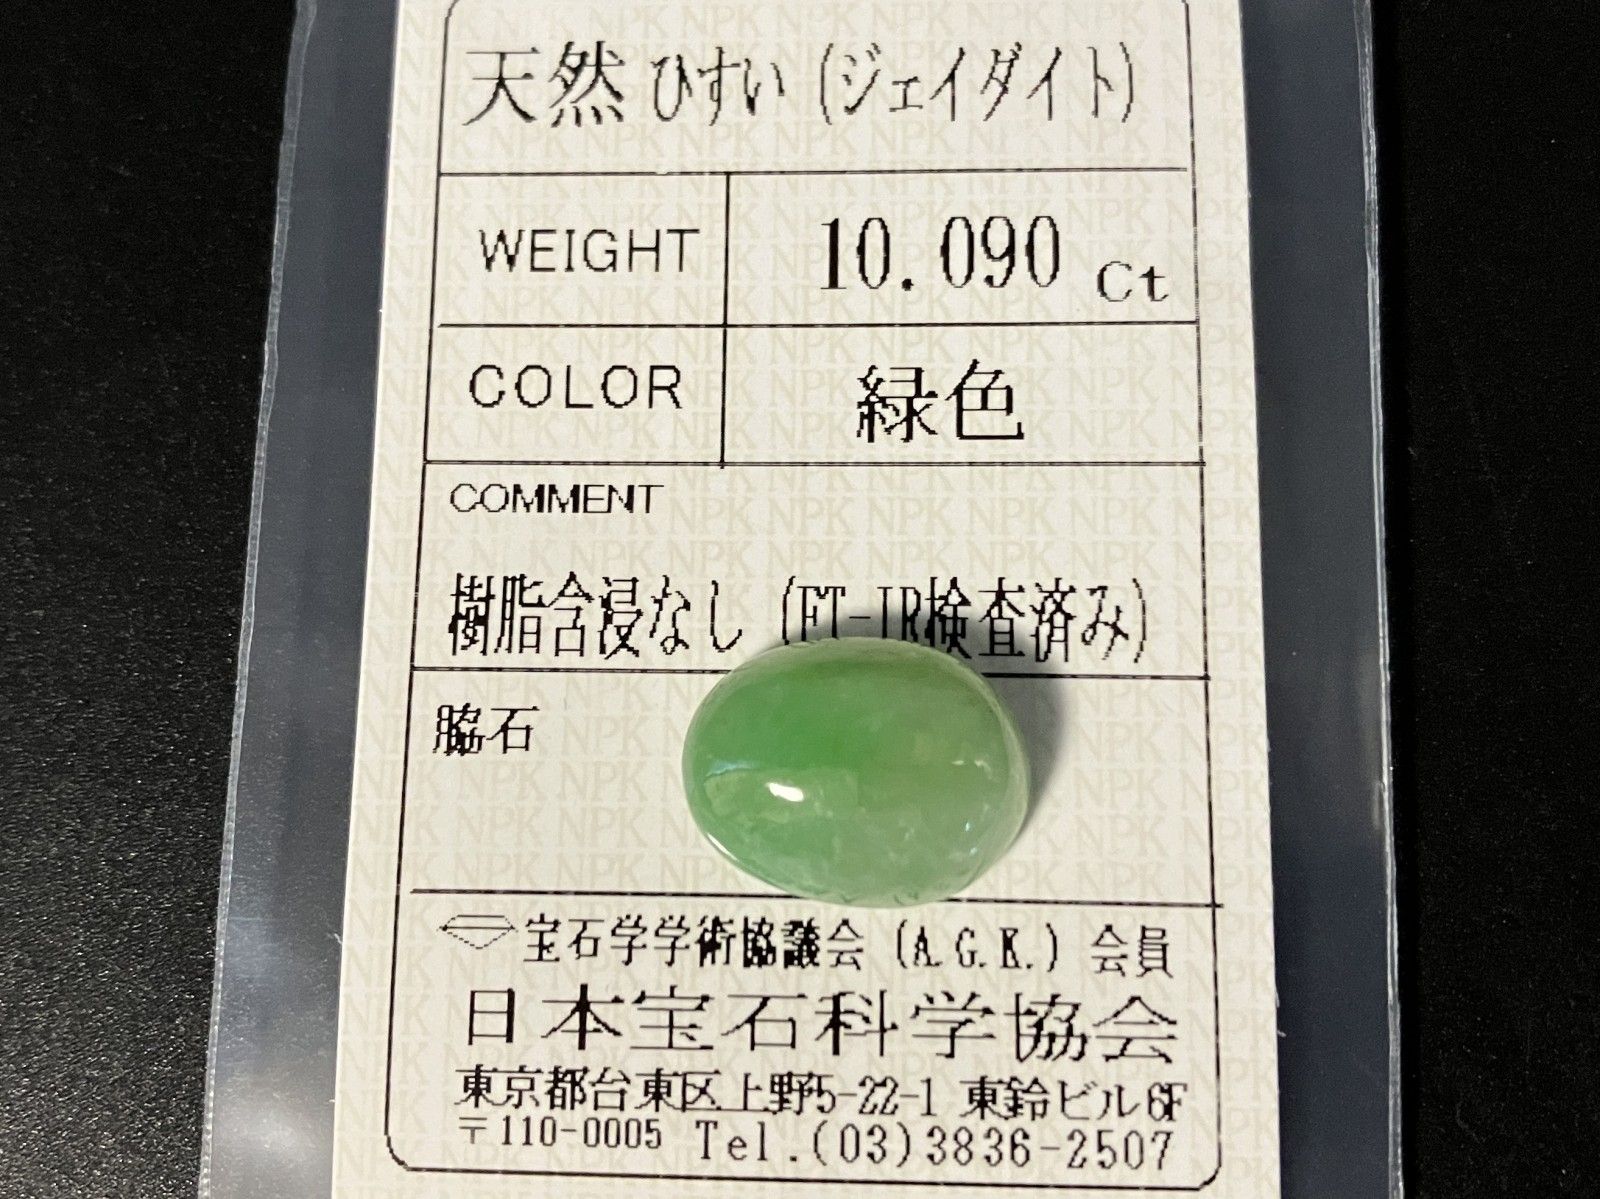 天然ひすい(ジェイダイト)
WEIGHT 10.090 Ct
COLOR 緑色
COMMENT
樹脂含浸なし(FT-IR検査済み)
脇石
宝石学学術協議会(A.G.K.)会員
日本宝石科学協会
東京都台東区上野5-22-1 東鈴ビル6F
〒110-0005 Tel.(03)3836-2507